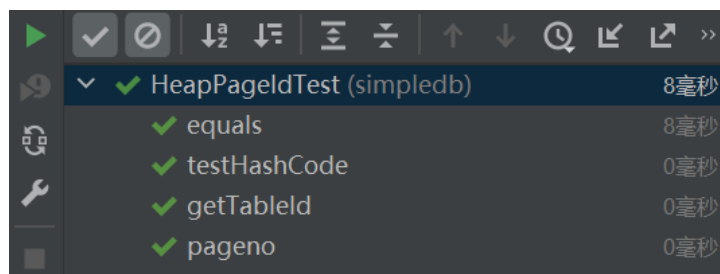 HeapPageIdTest (simpledb) 8毫秒
equals 8毫秒
testHashCode 0毫秒
getTableId 0毫秒
pageno 0毫秒